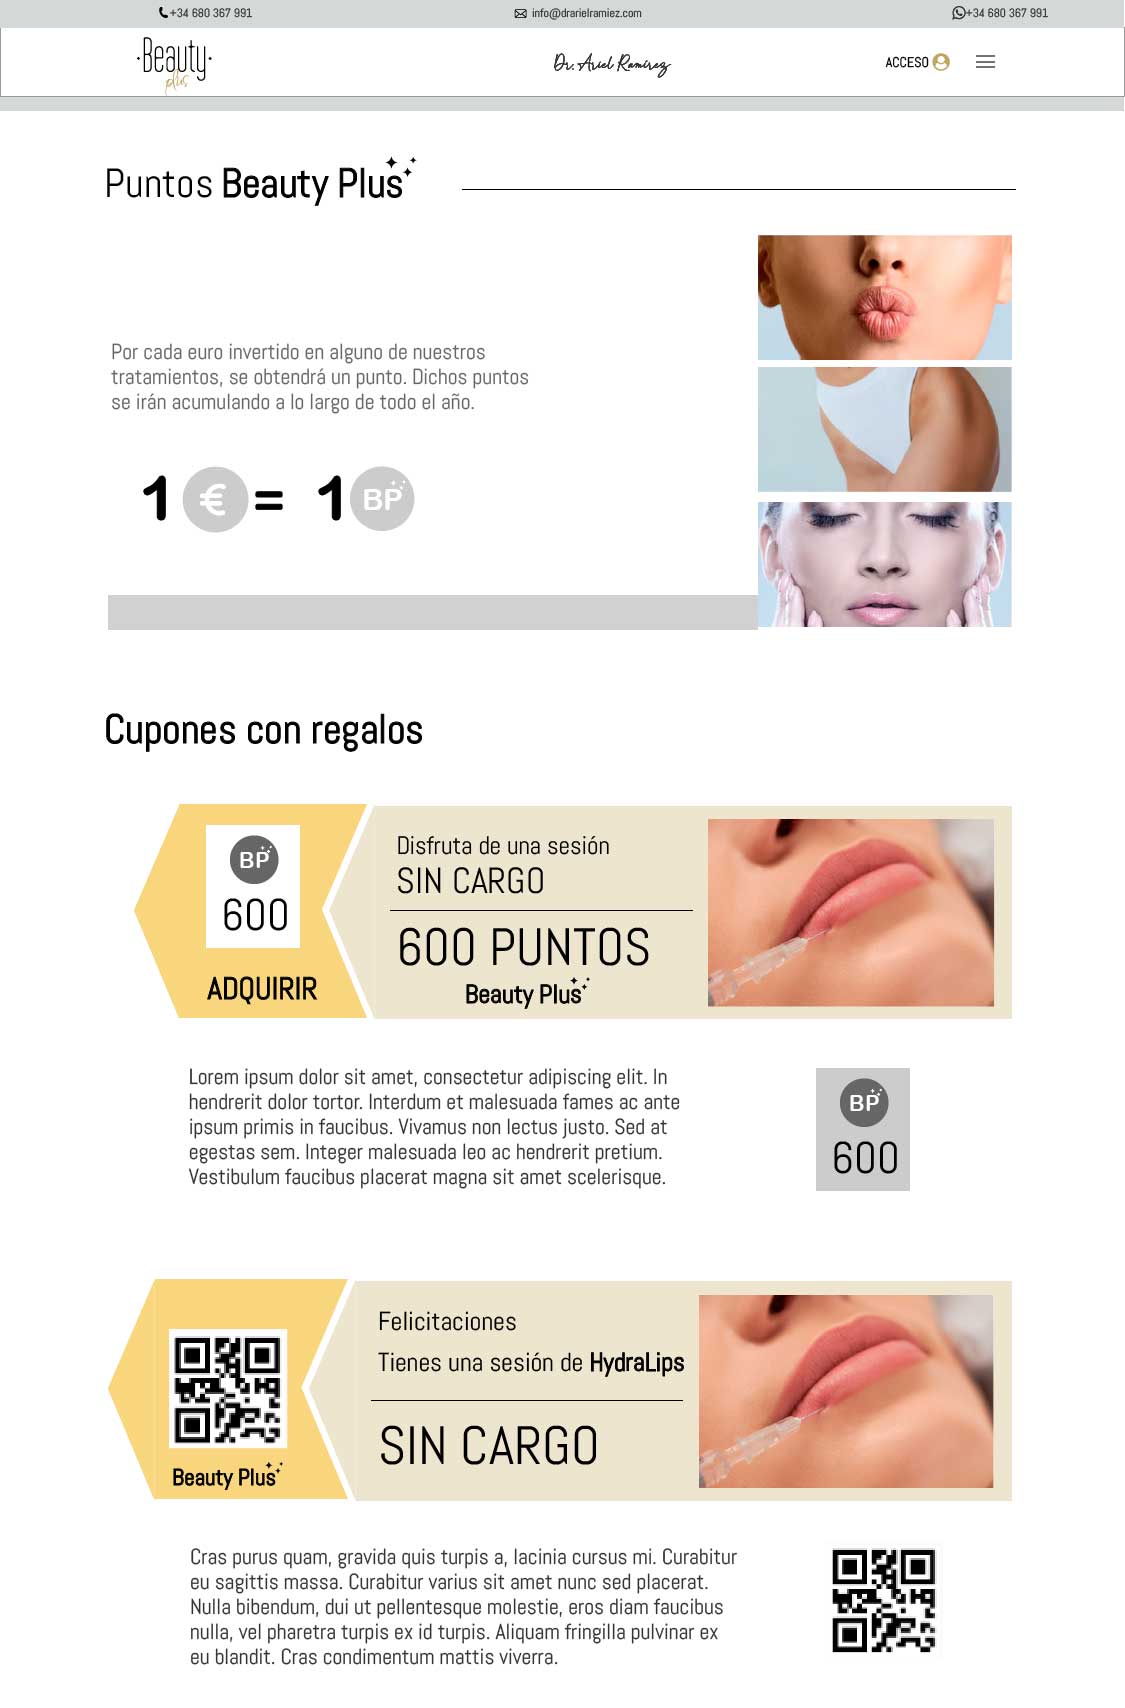 +34 680 367 991
info@drarielramiez.com
+34 680 367 991
Beauty
plus
Dr. Ariel Ramirez
ACCESO
Puntos Beauty Plus
Por cada euro invertido en alguno de nuestros
tratamientos, se obtendrá un punto. Dichos puntos
se irán acumulando a lo largo de todo el año.
1 € = 1 BP
Cupones con regalos
BP
600
ADQUIRIR
Disfruta de una sesión
SIN CARGO
600 PUNTOS
Beauty Plus
Lorem ipsum dolor sit amet, consectetur adipiscing elit. In
hendrerit dolor tortor. Interdum et malesuada fames ac ante
ipsum primis in faucibus. Vivamus non lectus justo. Sed at
egestas sem. Integer malesuada leo ac hendrerit pretium.
Vestibulum faucibus placerat magna sit amet scelerisque.
BP
600
Beauty Plus
Felicitaciones
Tienes una sesión de HydraLips
SIN CARGO
Cras purus quam, gravida quis turpis a, lacinia cursus mi. Curabitur
eu sagittis massa. Curabitur varius sit amet nunc sed placerat.
Nulla bibendum, dui ut pellentesque molestie, eros diam faucibus
nulla, vel pharetra turpis ex id turpis. Aliquam fringilla pulvinar ex
eu blandit. Cras condimentum mattis viverra.